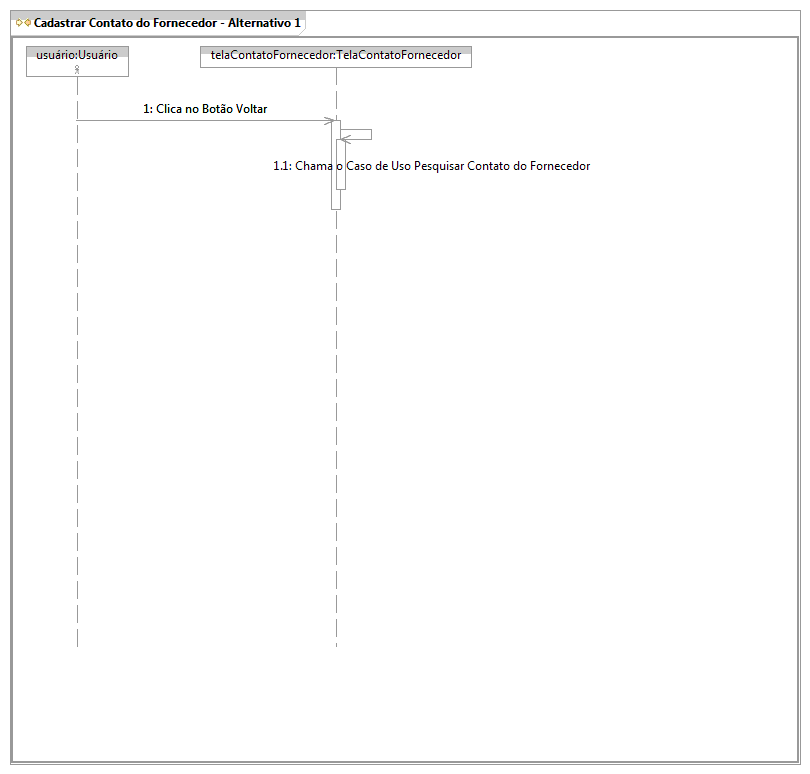 Cadastrar Contato do Fornecedor - Alternativo 1
usuário:Usuário
telaContatoFornecedor:TelaContatoFornecedor
1: Clica no Botão Voltar
1.1: Chama o Caso de Uso Pesquisar Contato do Fornecedor